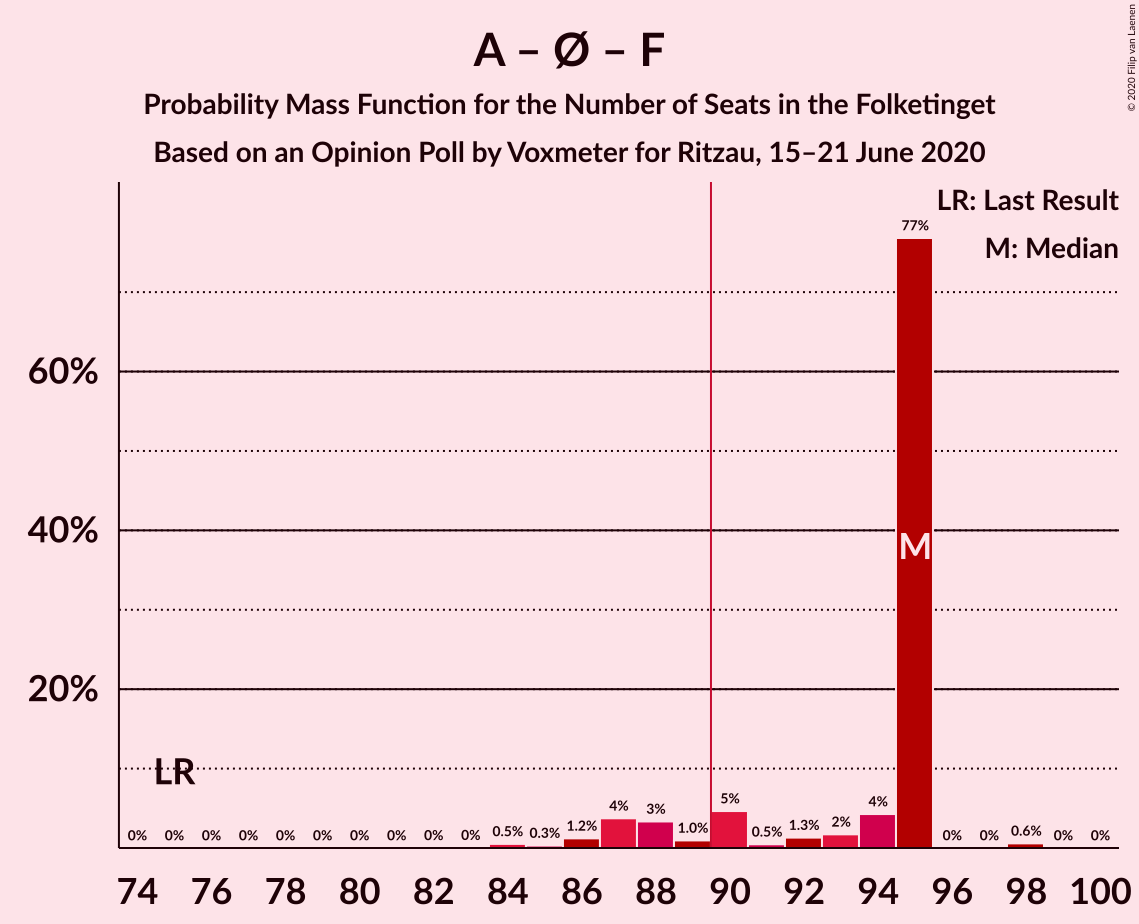 A – Ø – F
Probability Mass Function for the Number of Seats in the Folketinget
Based on an Opinion Poll by Voxmeter for Ritzau, 15–21 June 2020
© 2020 Filip van Laenen
LR: Last Result
M: Median
77%
60%
40%
20%
M
LR
0% 0% 0% 0% 0% 0% 0% 0% 0% 0% 0.5% 0.3% 1.2% 4% 3% 1.0% 5% 0.5% 1.3% 2% 4% 0% 0% 0.6% 0% 0%
74 76 78 80 82 84 86 88 90 92 94 96 98 100